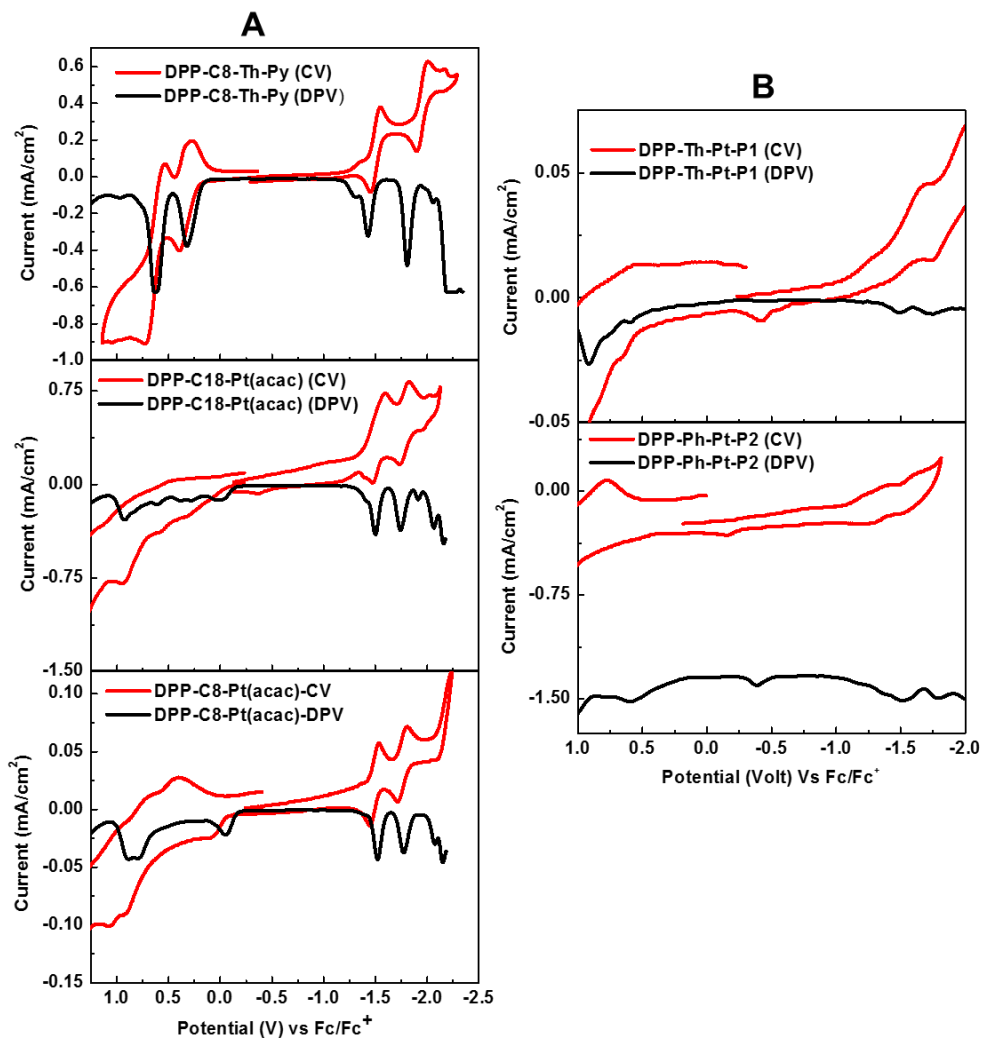 A
DPP-C8-Th-Py (CV)
DPP-C8-Th-Py (DPV)
0.6
0.4
0.2
0.0
-0.2
-0.4
-0.6
-0.8
-1.0
Current (mA/cm²)
DPP-C18-Pt(acac) (CV)
DPP-C18-Pt(acac) (DPV)
0.75
0.00
-0.75
-1.50
Current (mA/cm²)
DPP-C8-Pt(acac)-CV
DPP-C8-Pt(acac)-DPV
0.10
0.05
0.00
-0.05
-0.10
-0.15
Current (mA/cm²)
1.0 0.5 0.0 -0.5 -1.0 -1.5 -2.0 -2.5
Potential (V) vs Fc/Fc⁺
B
DPP-Th-Pt-P1 (CV)
DPP-Th-Pt-P1 (DPV)
0.05
0.00
-0.05
Current (mA/cm²)
DPP-Ph-Pt-P2 (CV)
DPP-Ph-Pt-P2 (DPV)
0.00
-0.75
-1.50
Current (mA/cm²)
1.0 0.5 0.0 -0.5 -1.0 -1.5 -2.0
Potential (Volt) Vs Fc/Fc⁺